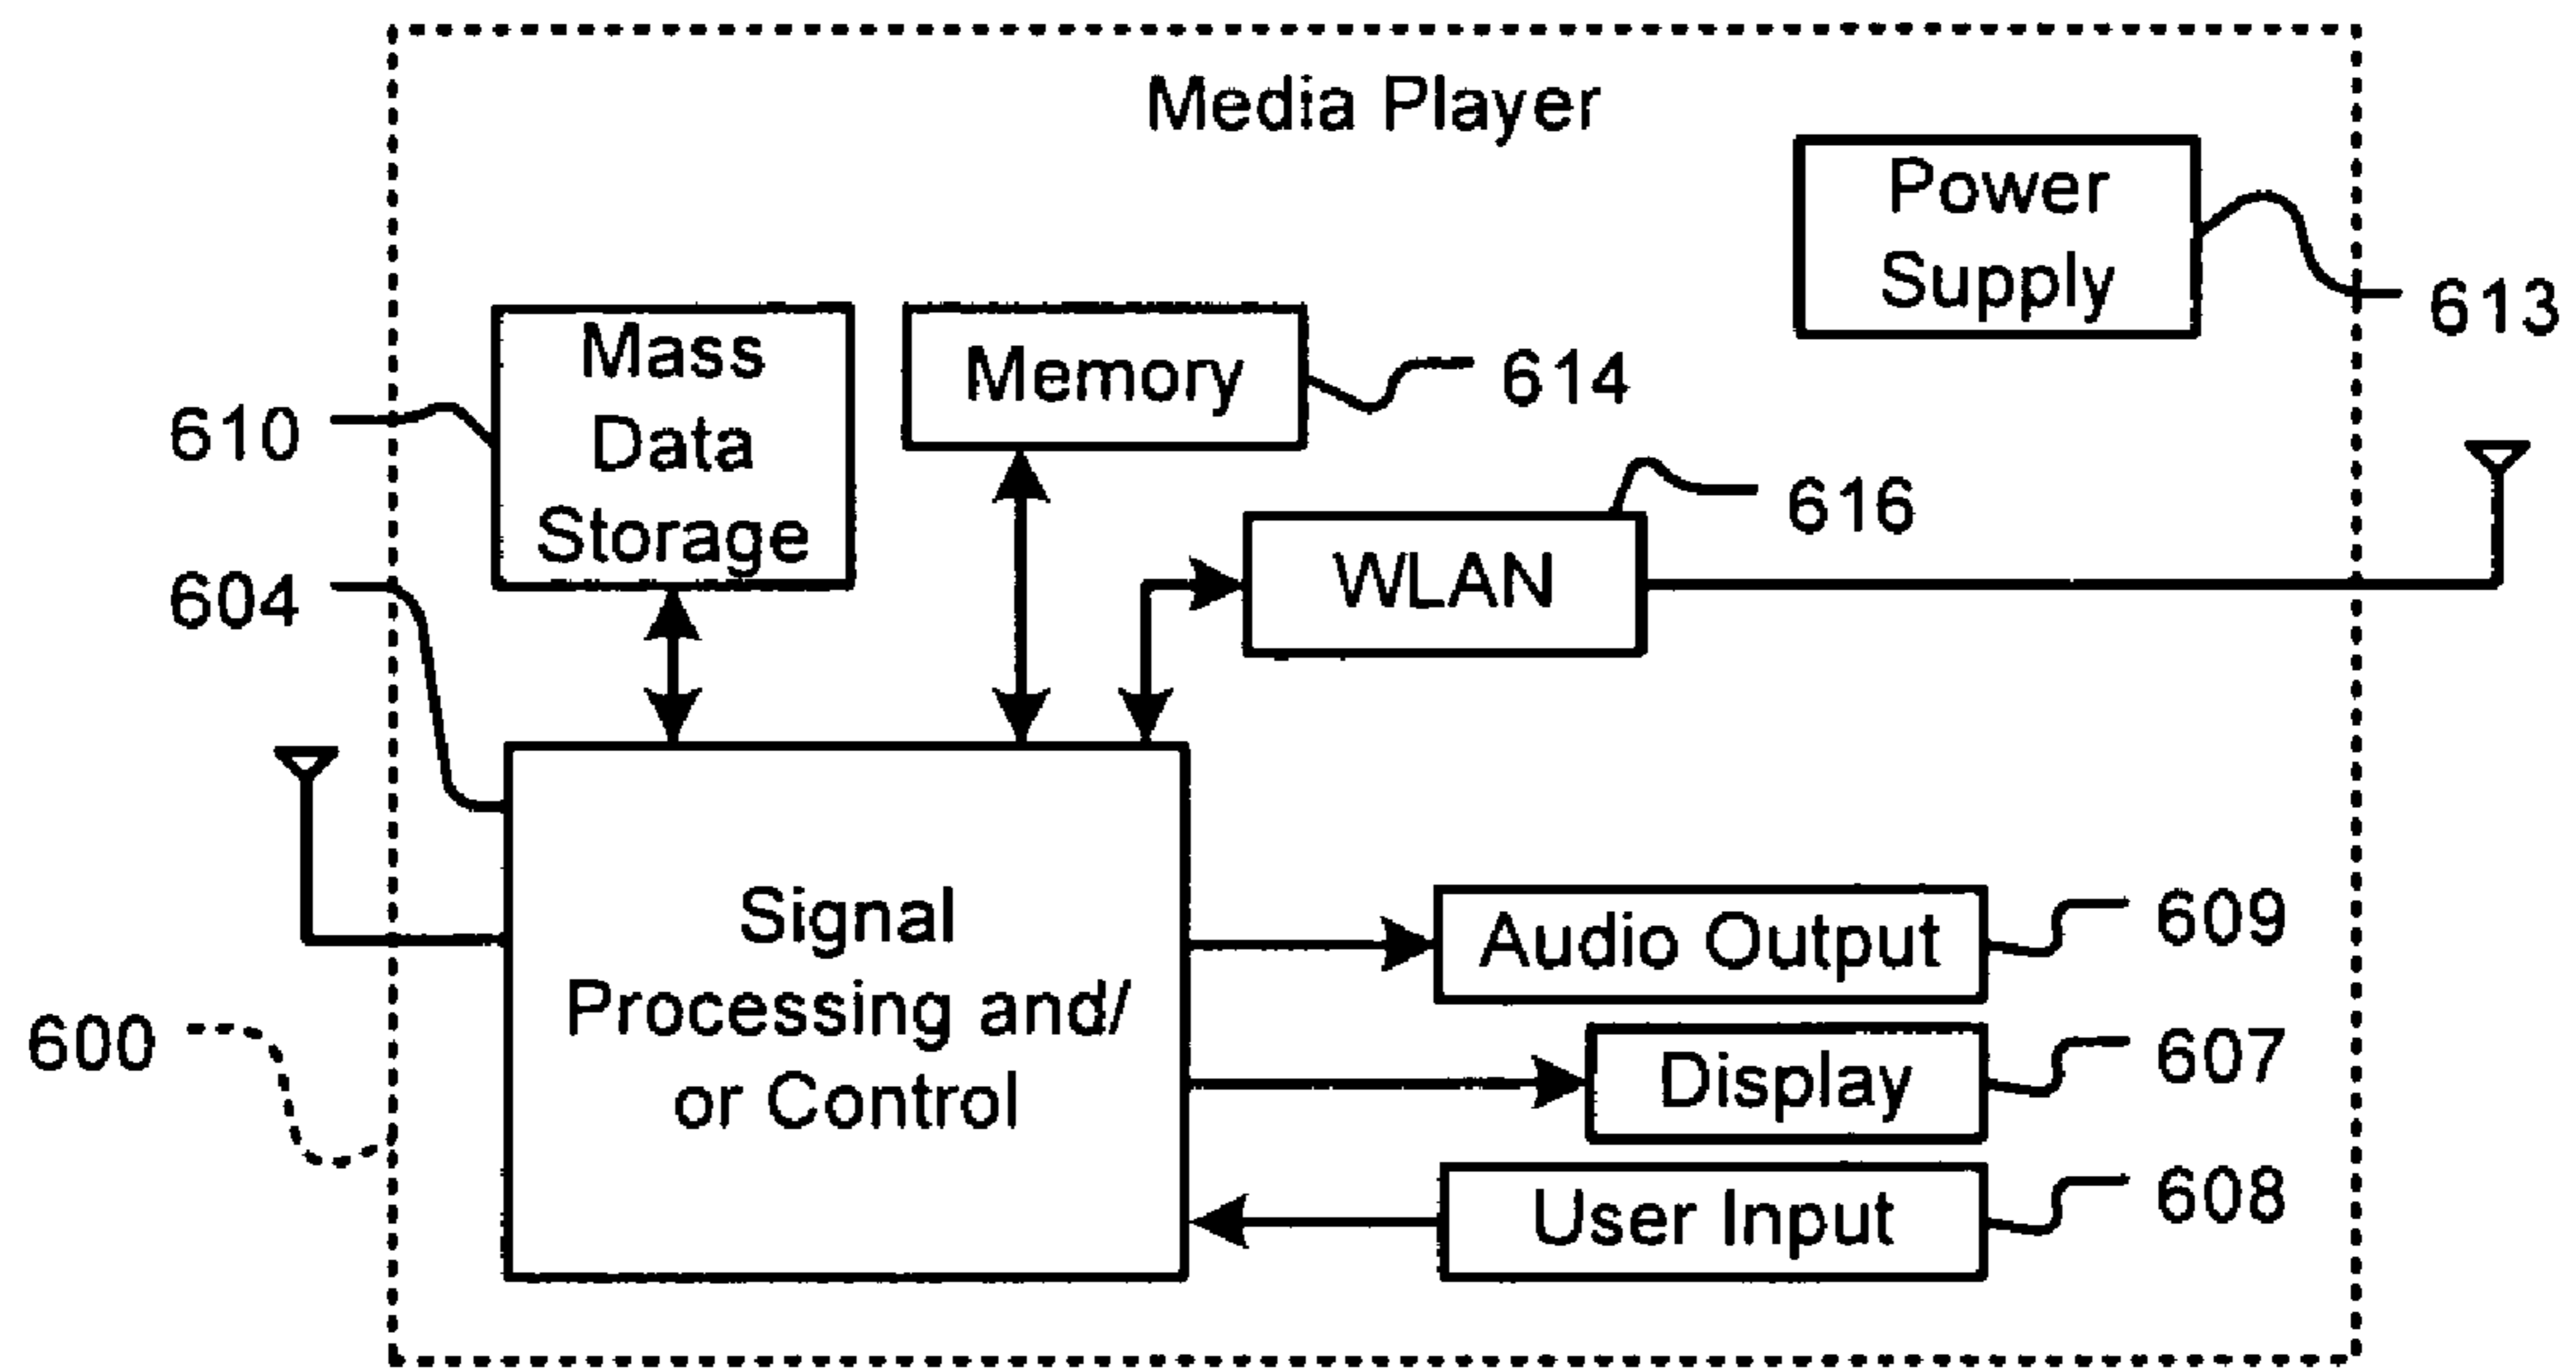 Media Player
Power
Supply
613
Mass
Data
Storage
610
Memory
614
WLAN
616
604
Signal
Processing and/
or Control
Audio Output
609
600
Display
607
User Input
608